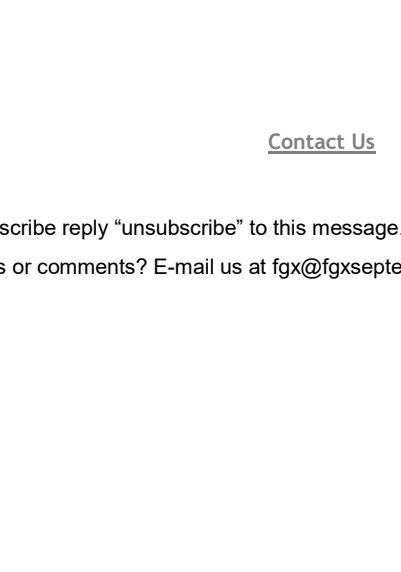 Contact Us
scribe reply “unsubscribe” to this message.
s or comments? E-mail us at fgx@fgxsepte